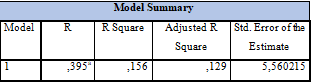 Model Summary
Model R R Square Adjusted R Square Std. Error of the Estimate
1 ,395a ,156 ,129 5,560215